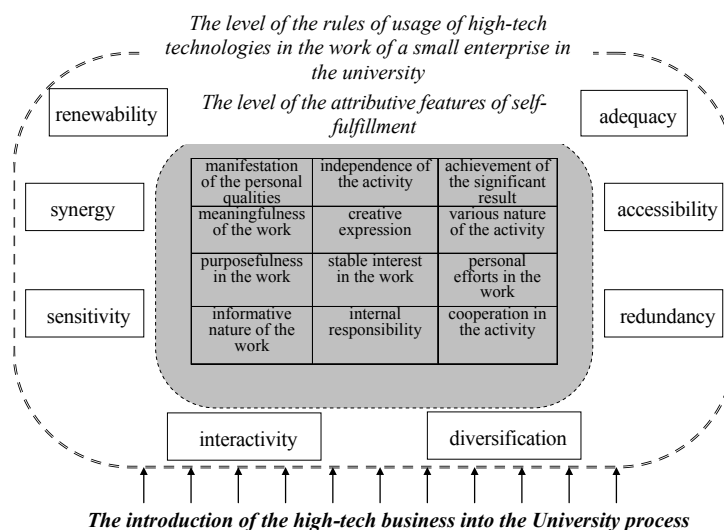 The level of the rules of usage of high-tech
technologies in the work of a small enterprise in
the university
renewability
The level of the attributive features of self-
fulfillment
adequacy
manifestation
of the personal
qualities
independence of
the activity
achievement of
the significant
result
synergy
meaningfulness
of the work
creative
expression
various nature
of the activity
accessibility
purposefulness
in the work
stable interest
in the work
personal
efforts in the
work
sensitivity
informative
nature of the
work
internal
responsibility
cooperation in
the activity
redundancy
interactivity
diversification
The introduction of the high-tech business into the University process